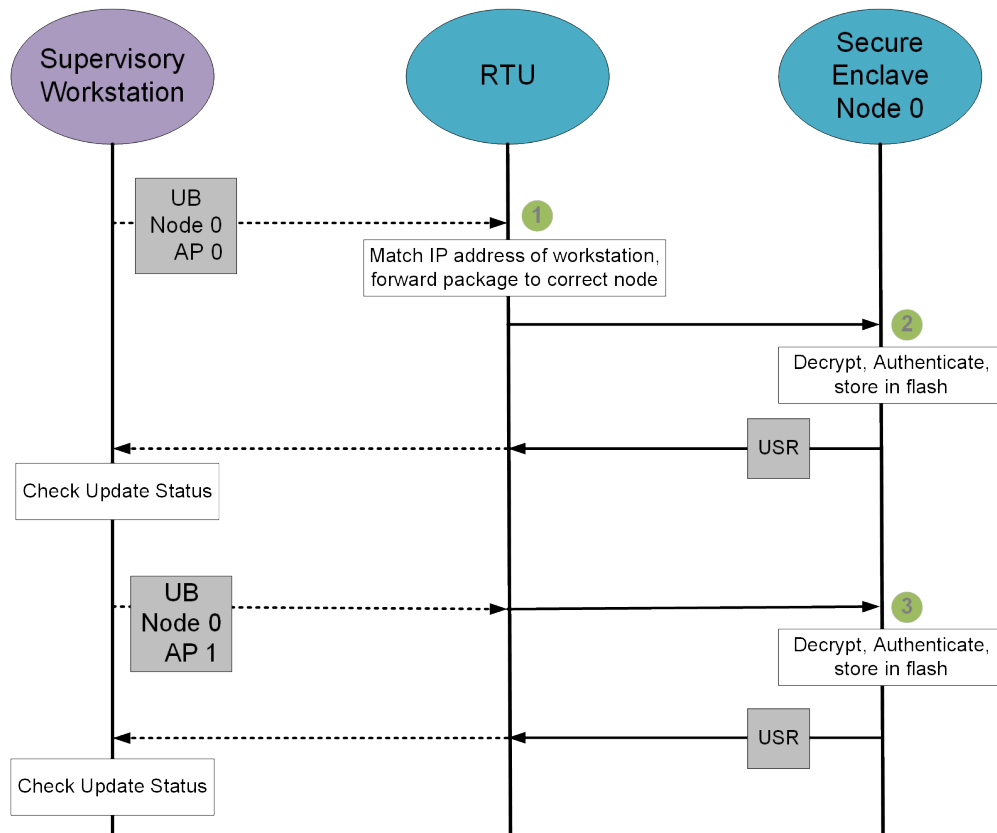 Supervisory
Workstation
RTU
Secure
Enclave
Node 0
UB
Node 0
AP 0
1
Match IP address of workstation,
forward package to correct node
2
Decrypt, Authenticate,
store in flash
USR
Check Update Status
UB
Node 0
AP 1
3
Decrypt, Authenticate,
store in flash
USR
Check Update Status